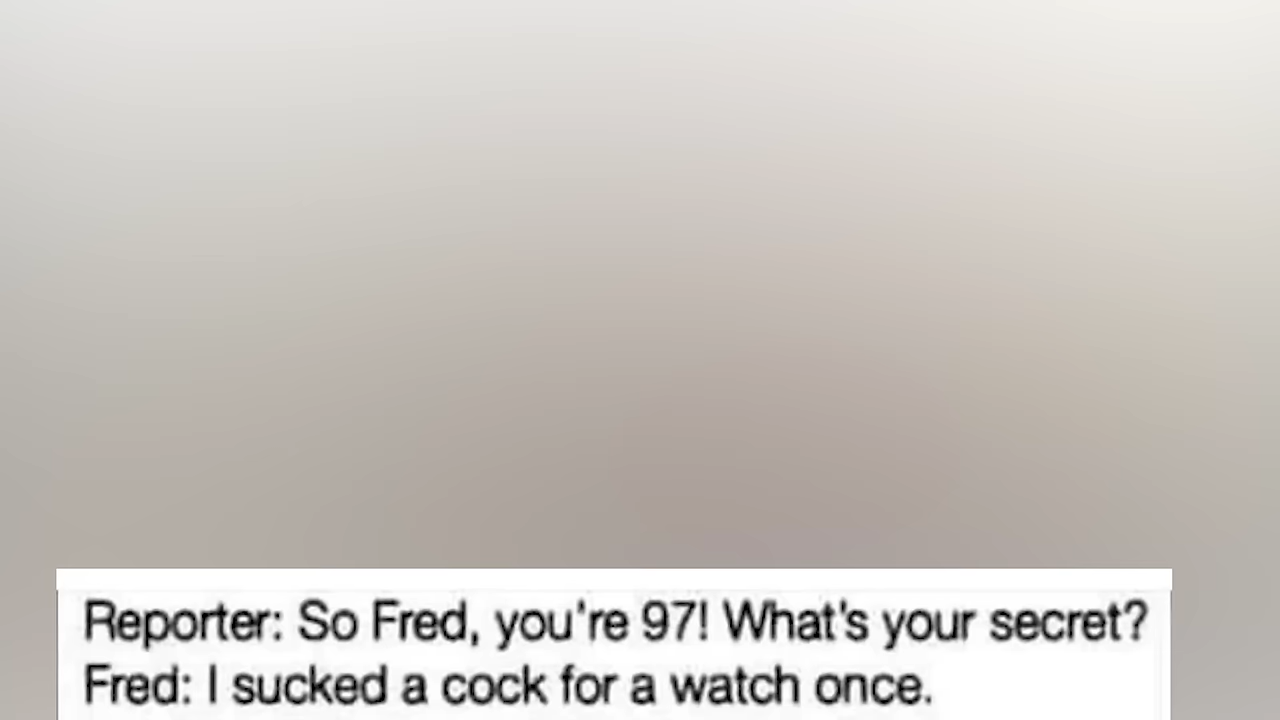 Reporter: So Fred, you're 97! What's your secret?
Fred: I sucked a cock for a watch once.